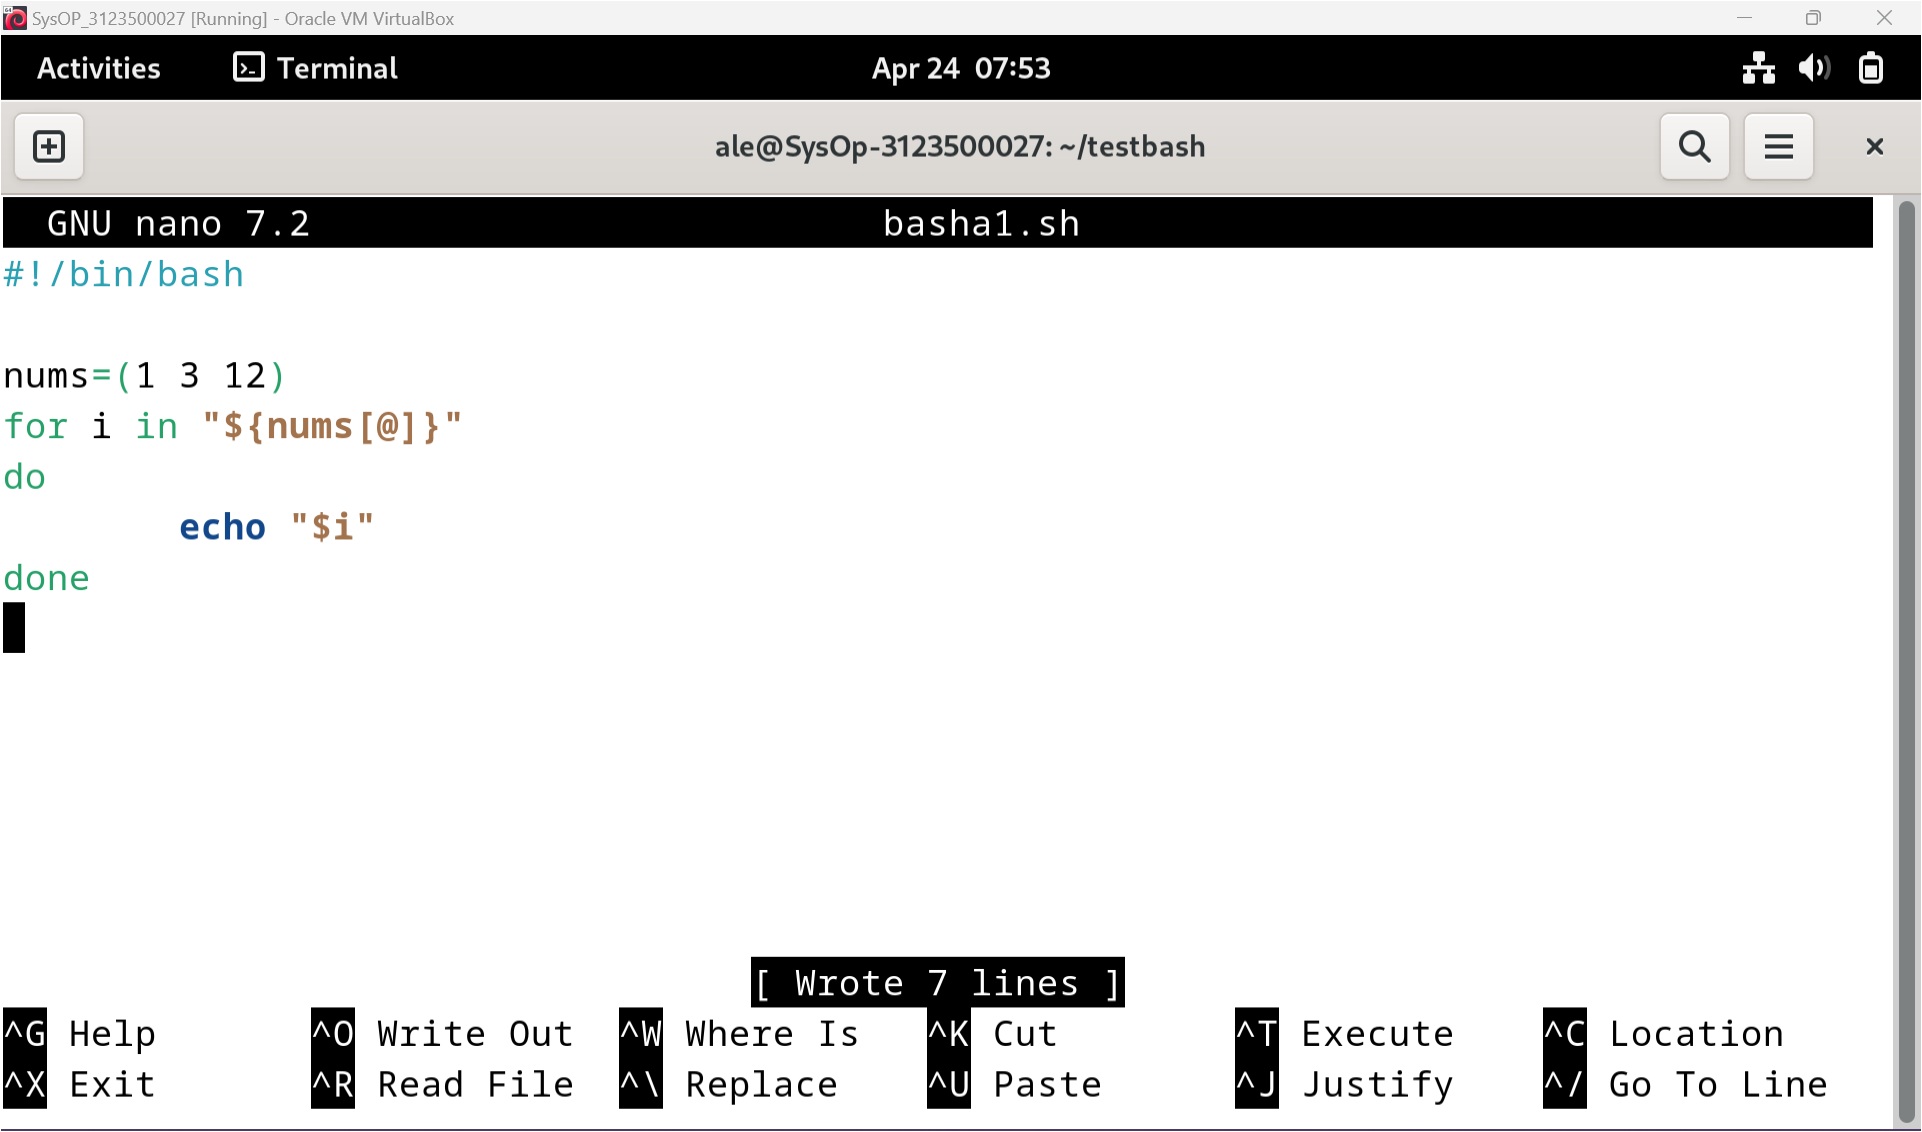 SysOP_3123500027 [Running] - Oracle VM VirtualBox
Activities Terminal Apr 24 07:53
ale@SysOp-3123500027: ~/testbash
GNU nano 7.2 basha1.sh
#!/bin/bash
nums=(1 3 12)
for i in "${nums[@]}"
do
echo "$i"
done
[ Wrote 7 lines ]
^G Help ^O Write Out ^W Where Is ^K Cut ^T Execute ^C Location
^X Exit ^R Read File ^\ Replace ^U Paste ^J Justify ^/ Go To Line